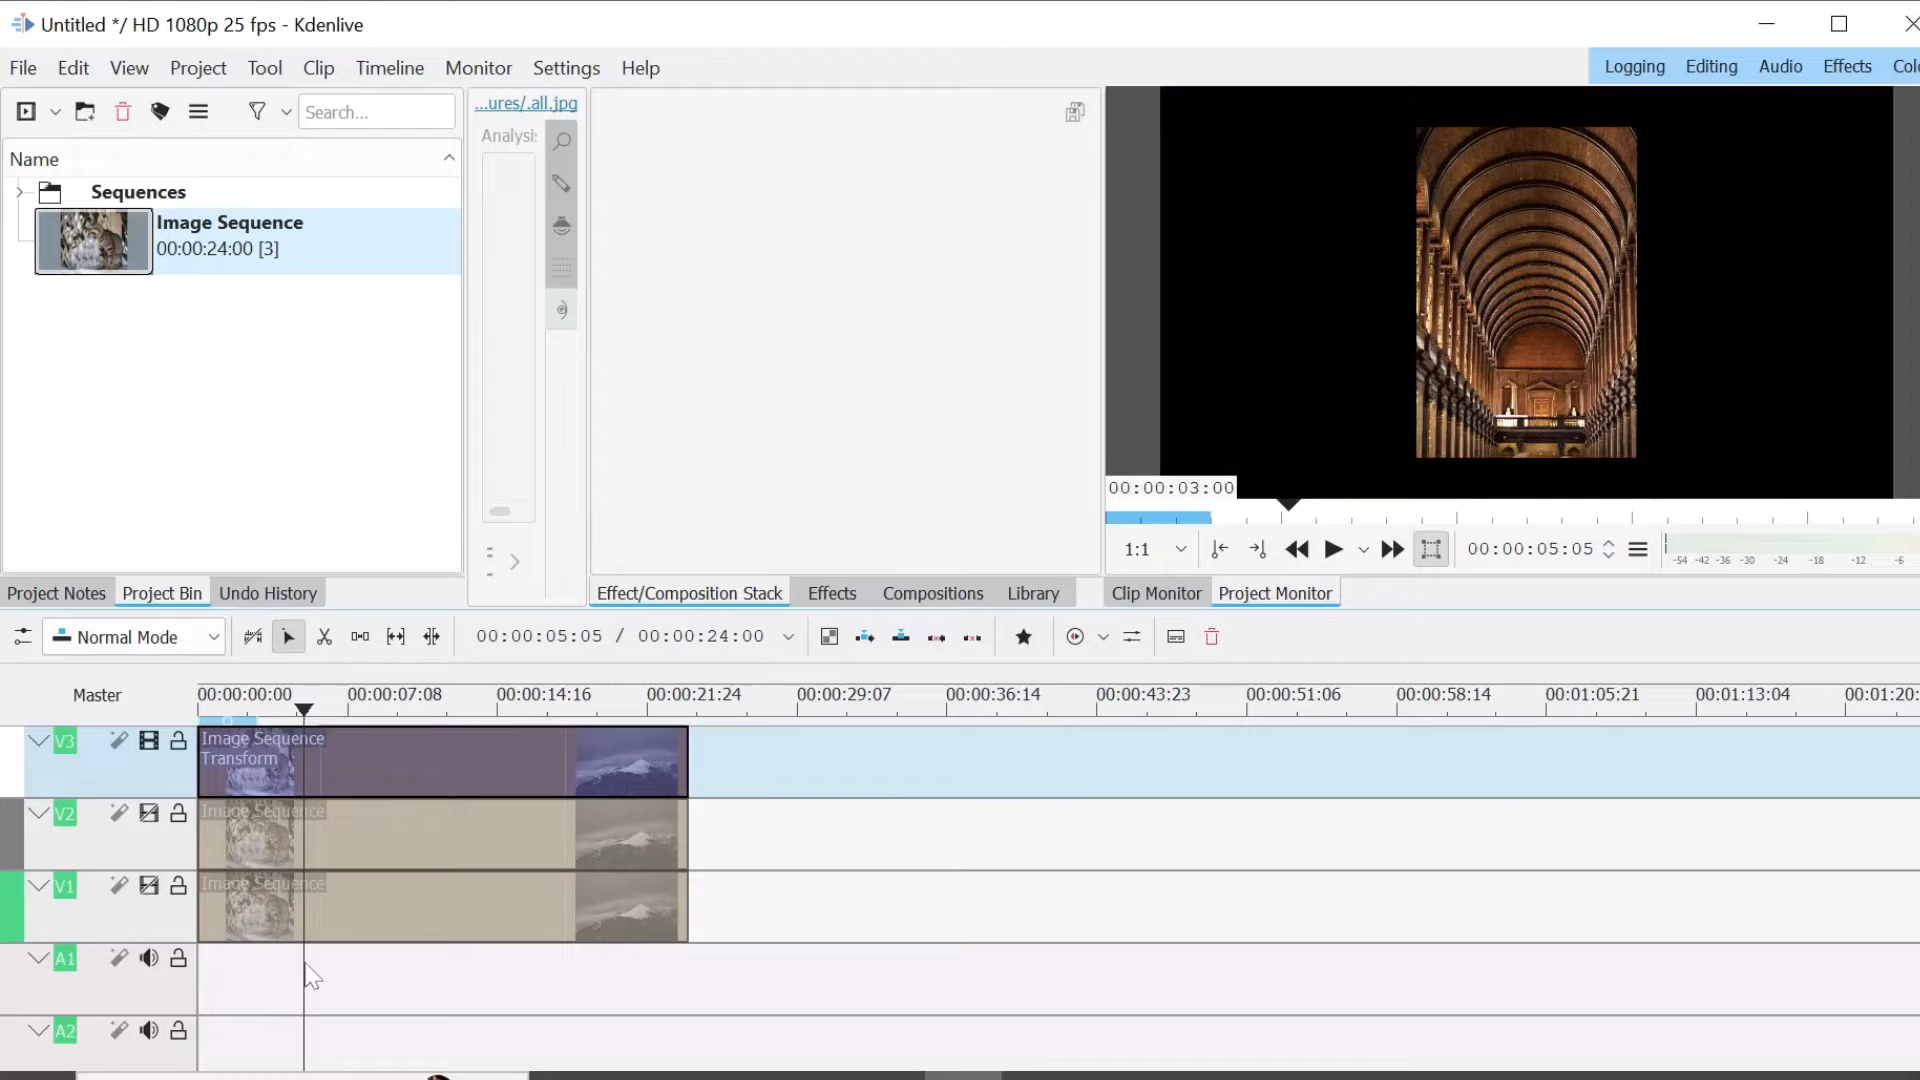 Untitled */ HD 1080p 25 fps - Kdenlive
File Edit View Project Tool Clip Timeline Monitor Settings Help
Logging Editing Audio Effects
Search...
...ures/.all.jpg
Analysis
Name
Sequences
Image Sequence
00:00:24:00 [3]
00:00:03:00
1:1
00:00:05:05
-54 -42 -36 -30 -24 -18 -12 -6
Project Notes Project Bin Undo History
Effect/Composition Stack Effects Compositions Library
Clip Monitor Project Monitor
Normal Mode
00:00:05:05 / 00:00:24:00
Master
00:00:00:00 00:00:07:08 00:00:14:16 00:00:21:24 00:00:29:07 00:00:36:14 00:00:43:23 00:00:51:06 00:00:58:14 00:01:05:21 00:01:13:04 00:01:20:
V3
Image Sequence
Transform
V2
Image Sequence
V1
Image Sequence
A1
A2